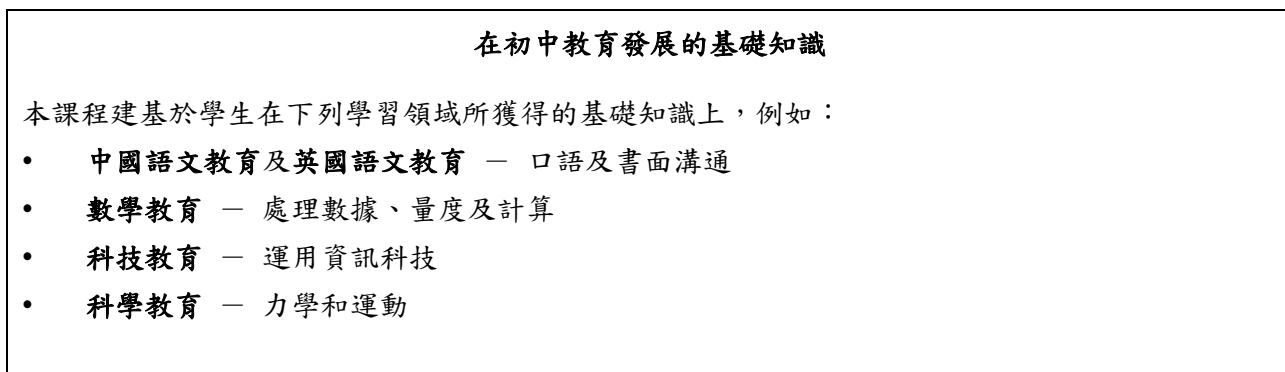 在初中教育發展的基礎知識
本課程建基於學生在下列學習領域所獲得的基礎知識上，例如：
• 中國語文教育及英國語文教育 － 口語及書面溝通
• 數學教育 － 處理數據、量度及計算
• 科技教育 － 運用資訊科技
• 科學教育 － 力學和運動